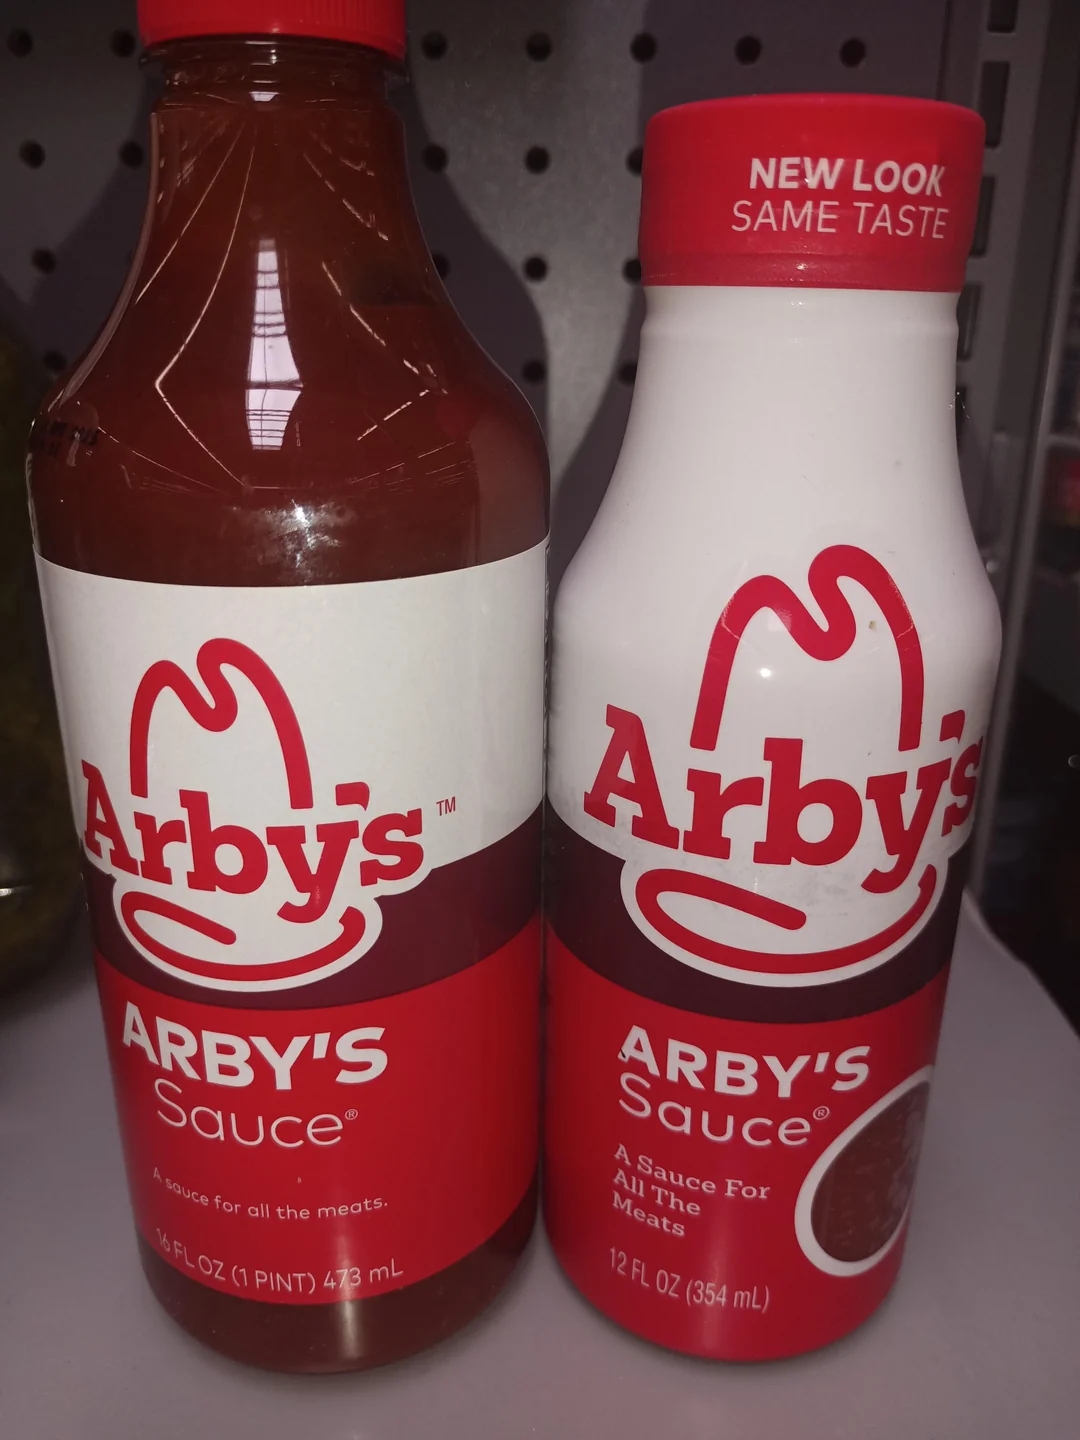 Arby's™
ARBY'S
Sauce®
A sauce for all the meats.
16 FL OZ (1 PINT) 473 mL
NEW LOOK
SAME TASTE
Arby's
ARBY'S
Sauce®
A Sauce For
All The
Meats
12 FL OZ (354 mL)